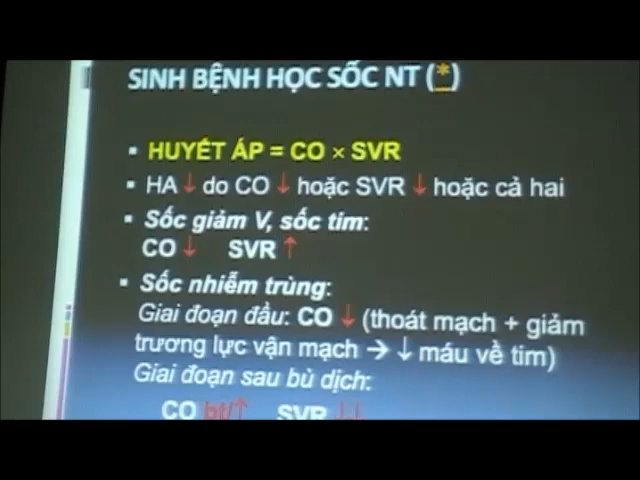 SINH BỆNH HỌC SỐC NT (*)
▪ HUYẾT ÁP = CO × SVR
▪ HA ↓ do CO ↓ hoặc SVR ↓ hoặc cả hai
▪ Sốc giảm V, sốc tim:
CO ↓ SVR ↑
▪ Sốc nhiễm trùng:
Giai đoạn đầu: CO ↓ (thoát mạch + giảm
trương lực vận mạch → ↓ máu về tim)
Giai đoạn sau bù dịch:
CO bt/↑ SVR ↓↓